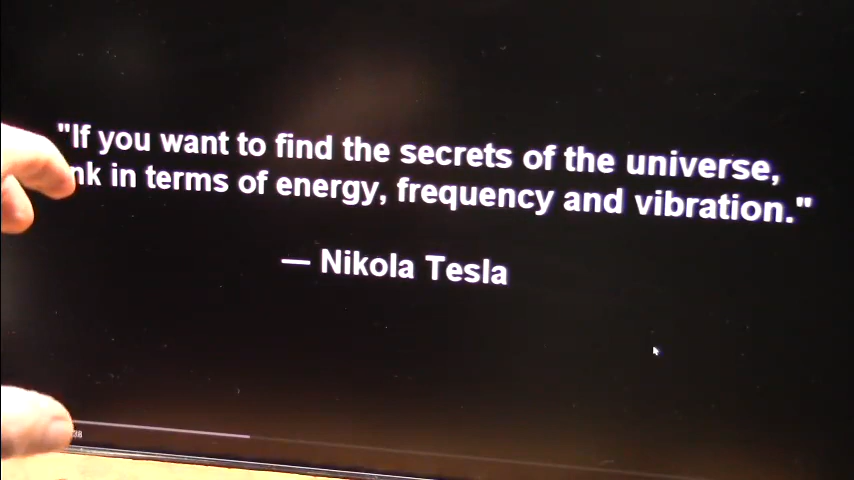 "If you want to find the secrets of the universe,
nk in terms of energy, frequency and vibration."
— Nikola Tesla